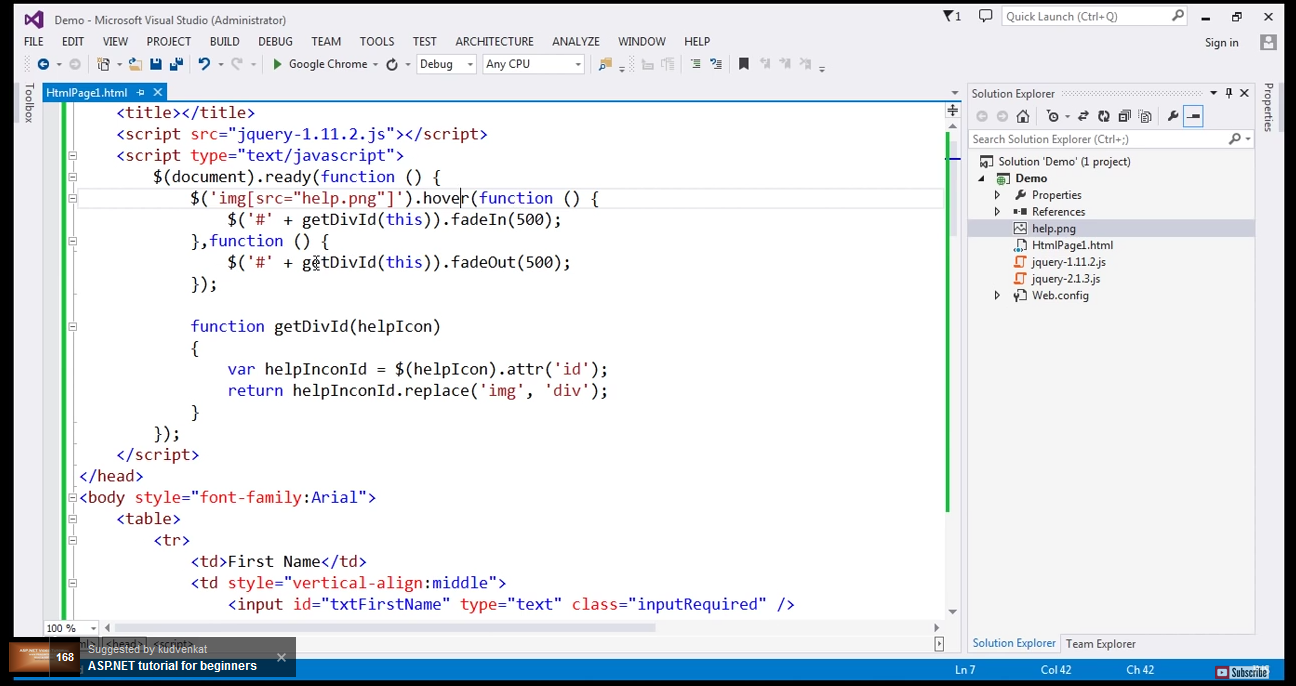 Demo - Microsoft Visual Studio (Administrator)
1
Quick Launch (Ctrl+Q)
FILE EDIT VIEW PROJECT BUILD DEBUG TEAM TOOLS TEST ARCHITECTURE ANALYZE WINDOW HELP
Sign in
Google Chrome Debug Any CPU
Toolbox
HtmlPage1.html
<title></title>
<script src="jquery-1.11.2.js"></script>
<script type="text/javascript">
$(document).ready(function () {
$('img[src="help.png"]').hover(function () {
$('#' + getDivId(this)).fadeIn(500);
},function () {
$('#' + getDivId(this)).fadeOut(500);
});
function getDivId(helpIcon)
{
var helpInconId = $(helpIcon).attr('id');
return helpInconId.replace('img', 'div');
}
});
</script>
</head>
<body style="font-family:Arial">
<table>
<tr>
<td>First Name</td>
<td style="vertical-align:middle">
<input id="txtFirstName" type="text" class="inputRequired" />
100 %
<head> <script>
Solution Explorer
Search Solution Explorer (Ctrl+;)
Solution 'Demo' (1 project)
Demo
Properties
References
help.png
HtmlPage1.html
jquery-1.11.2.js
jquery-2.1.3.js
Web.config
Solution Explorer Team Explorer
Properties
168
Suggested by kudvenkat
ASP.NET tutorial for beginners
Ln 7 Col 42 Ch 42
Subscribe